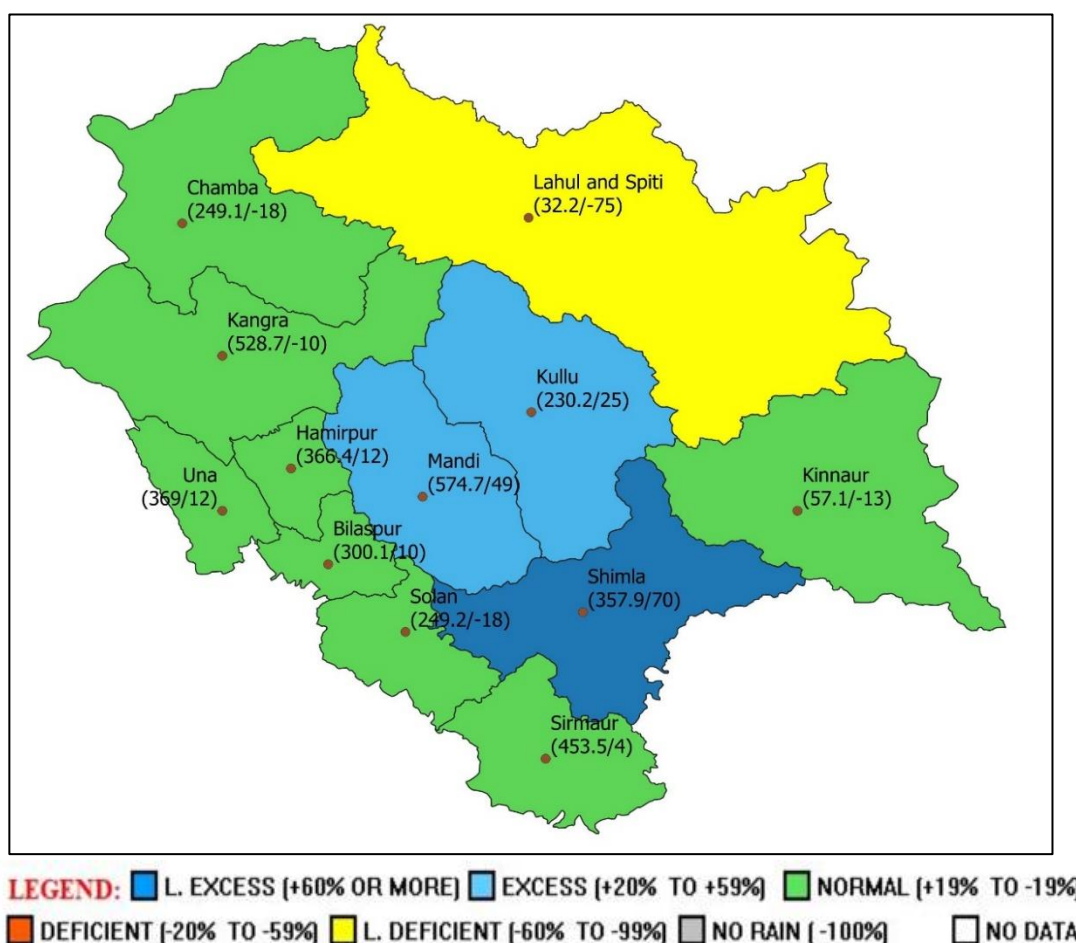 Chamba
(249.1/-18)
Lahul and Spiti
(32.2/-75)
Kangra
(528.7/-10)
Kullu
(230.2/25)
Hamirpur
(366.4/12)
Mandi
(574.7/49)
Una
(369/12)
Kinnaur
(57.1/-13)
Bilaspur
(300.1/10)
Shimla
(357.9/70)
Solan
(249.2/-18)
Sirmaur
(453.5/4)
LEGEND: L. EXCESS (+60% OR MORE) EXCESS (+20% TO +59%) NORMAL (+19% TO -19%)
DEFICIENT (-20% TO -59%) L. DEFICIENT (-60% TO -99%) NO RAIN (-100%) NO DATA